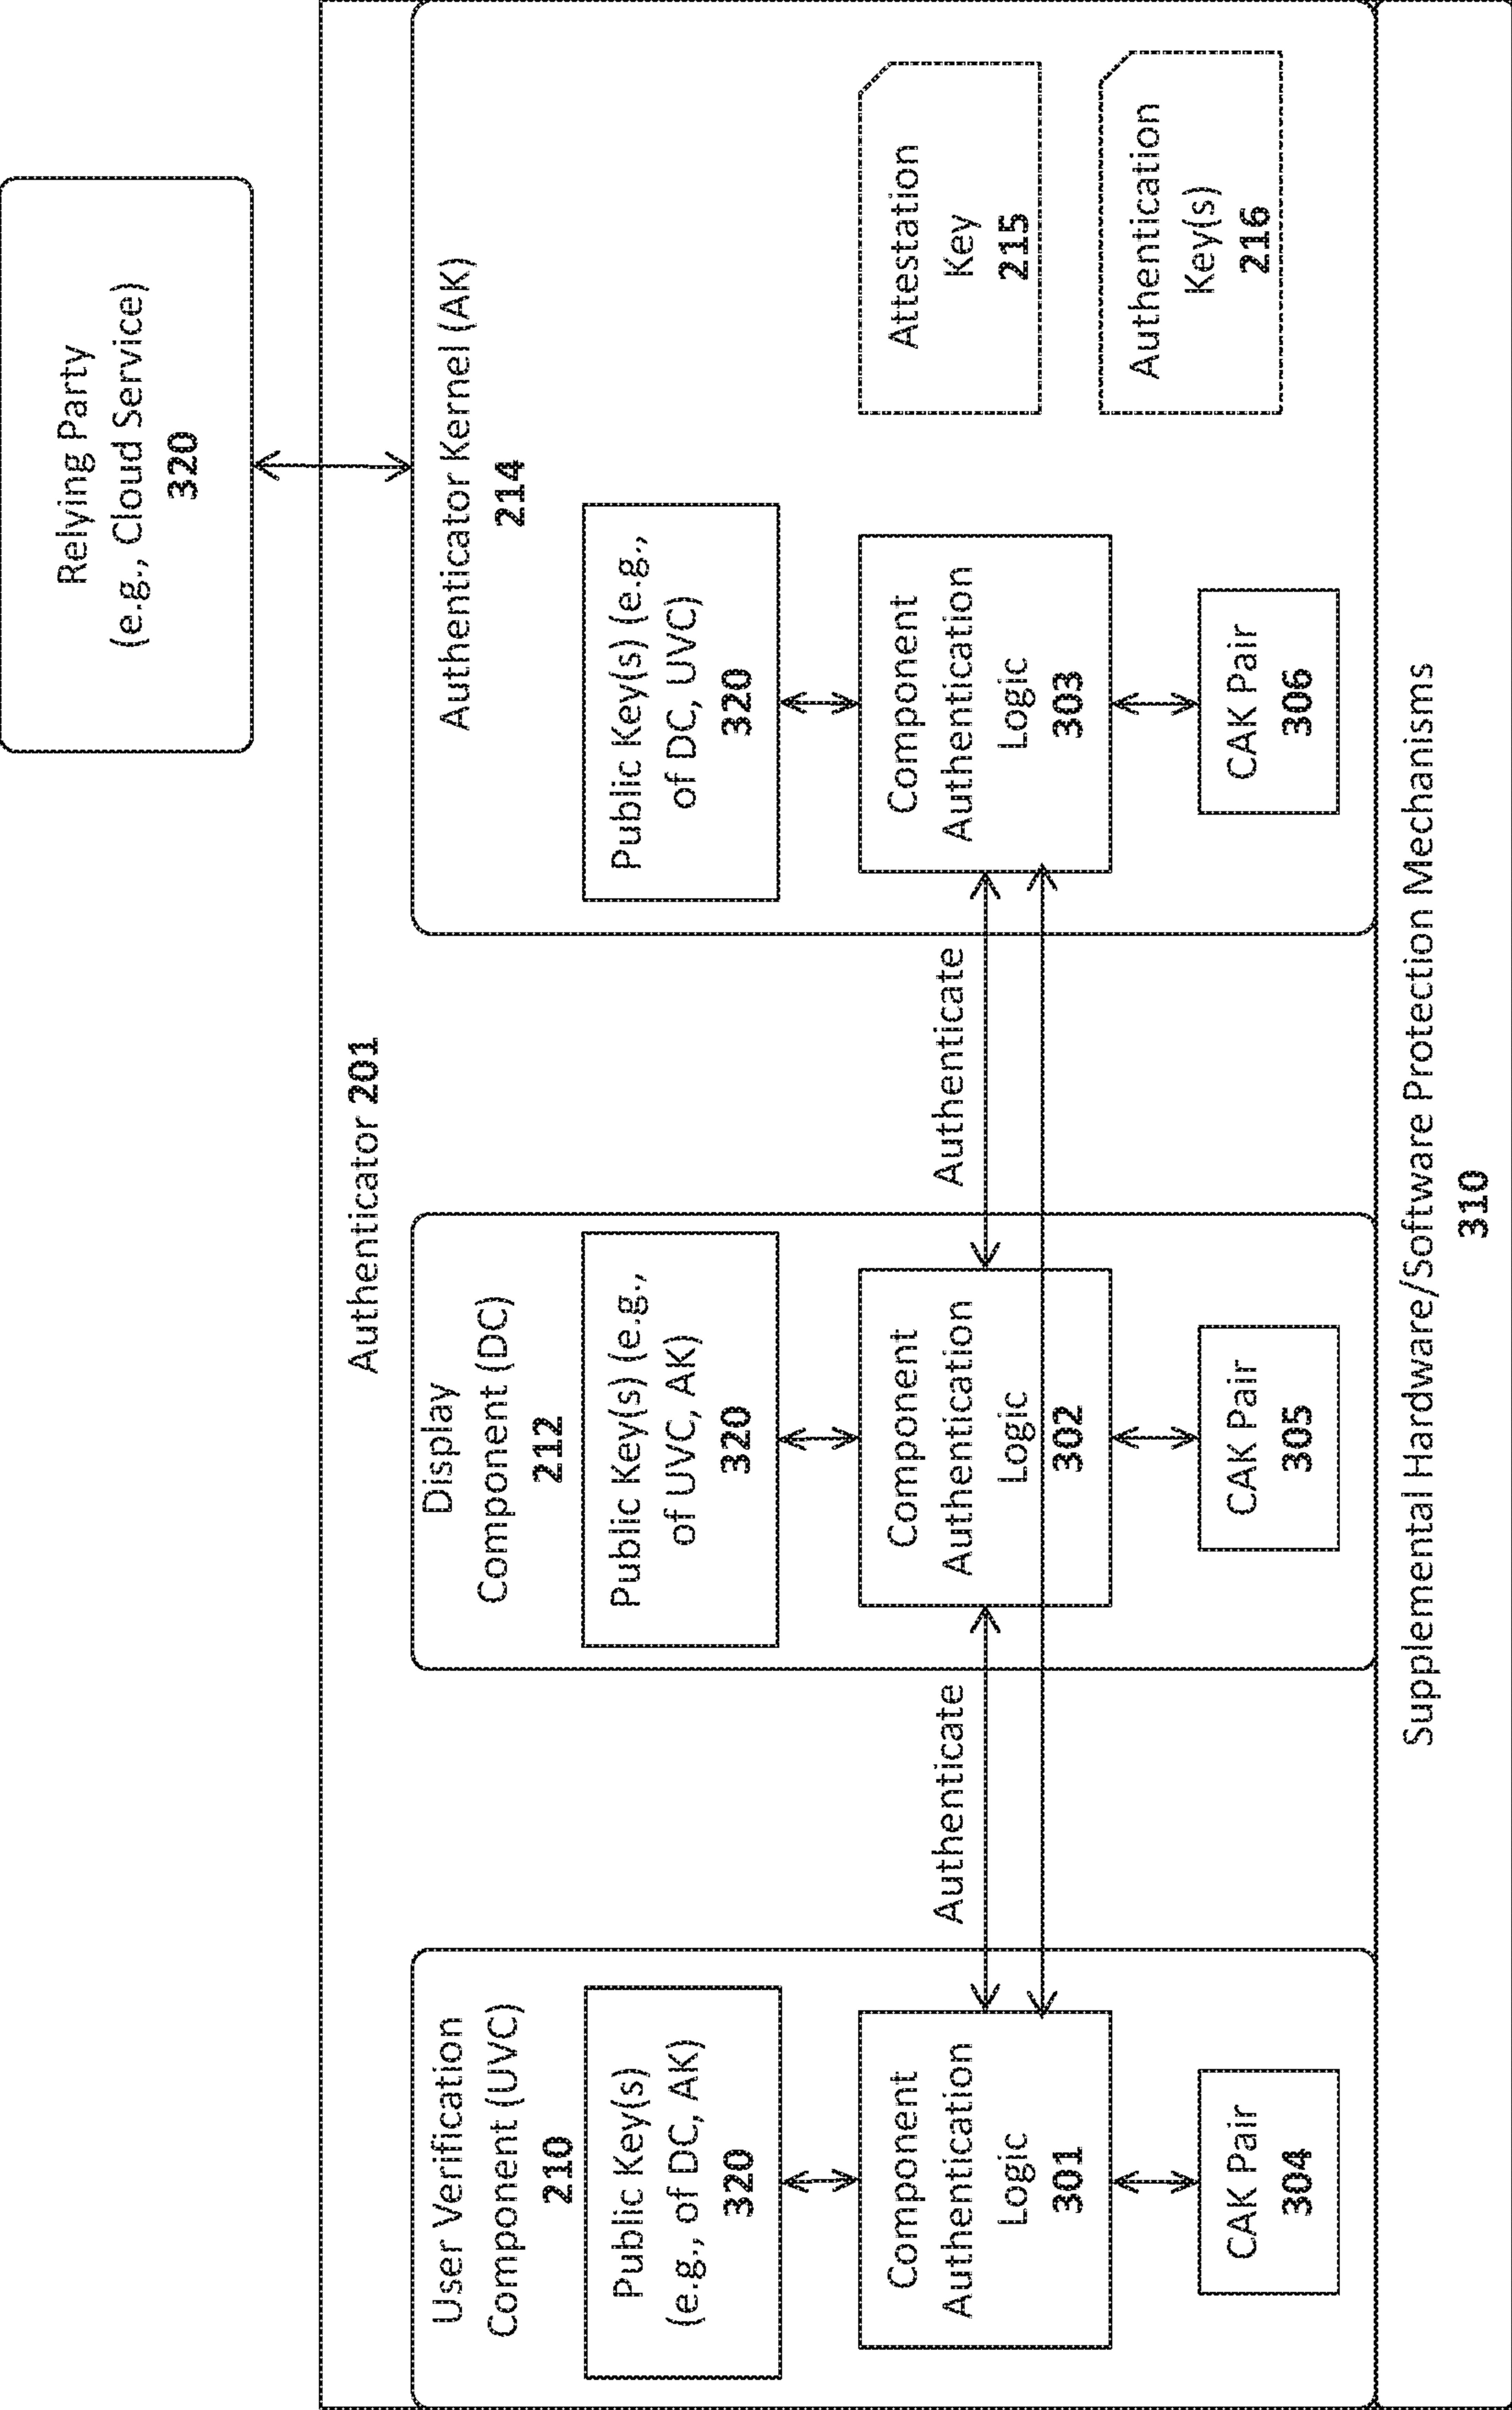 Relying Party
(e.g., Cloud Service)
320
Authenticator 201
User Verification
Component (UVC)
210
Public Key(s)
(e.g., of DC, AK)
320
Component
Authentication
Logic
301
CAK Pair
304
Authenticate
Display
Component (DC)
212
Public Key(s) (e.g.,
of UVC, AK)
320
Component
Authentication
Logic
302
CAK Pair
305
Authenticate
Authenticator Kernel (AK)
214
Public Key(s) (e.g.,
of DC, UVC)
320
Component
Authentication
Logic
303
CAK Pair
306
Attestation
Key
215
Authentication
Key(s)
216
Supplemental Hardware/Software Protection Mechanisms
310